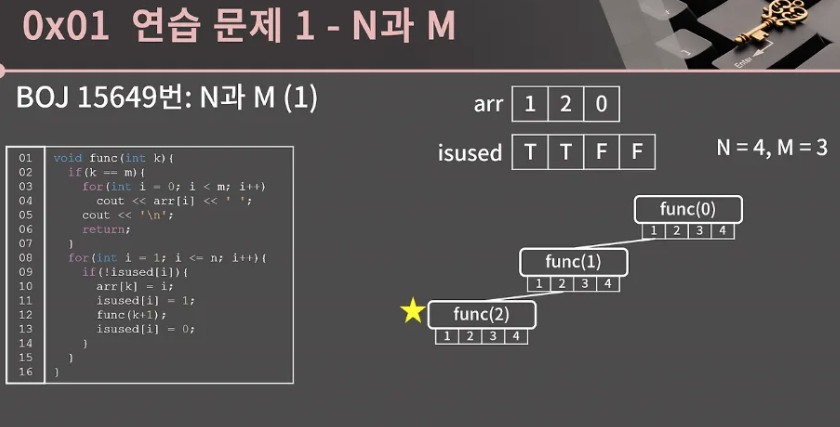 0x01 연습 문제 1 - N과 M
Enter
BOJ 15649번: N과 M (1)
01 void func(int k){
02 if(k == m){
03 for(int i = 0; i < m; i++)
04 cout << arr[i] << ' ';
05 cout << '\n';
06 return;
07 }
08 for(int i = 1; i <= n; i++){
09 if(!isused[i]){
10 arr[k] = i;
11 isused[i] = 1;
12 func(k+1);
13 isused[i] = 0;
14 }
15 }
16 }
arr 1 2 0
isused T T F F
N = 4, M = 3
func(0)
1 2 3 4
func(1)
1 2 3 4
func(2)
1 2 3 4